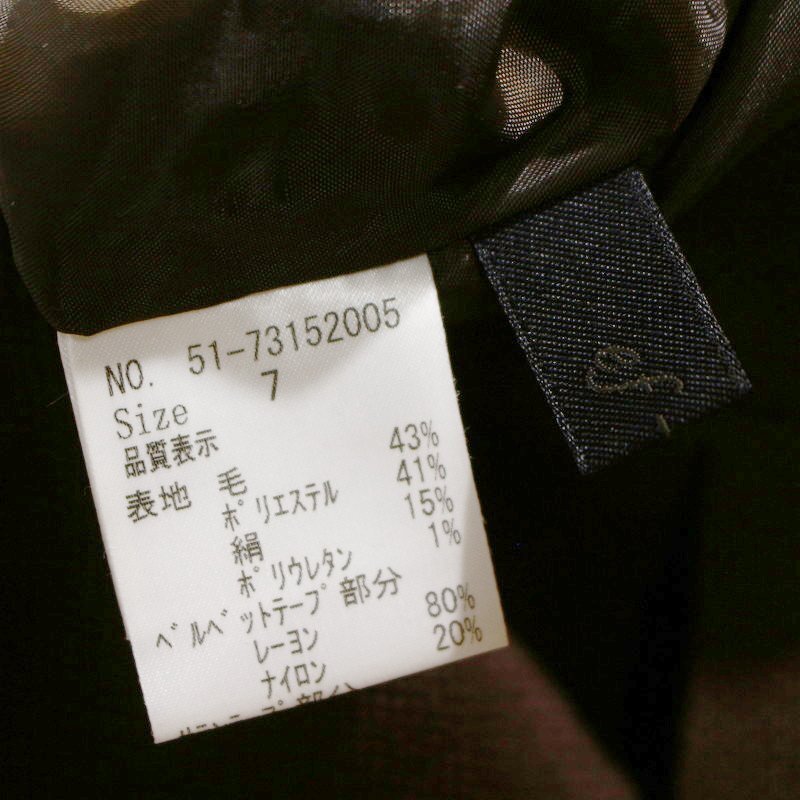 NO. 51-73152005
Size 7
品質表示
表地 毛 43%
ポリエステル 41%
絹 15%
ポリウレタン 1%
ベルベットテープ部分
レーヨン 80%
ナイロン 20%